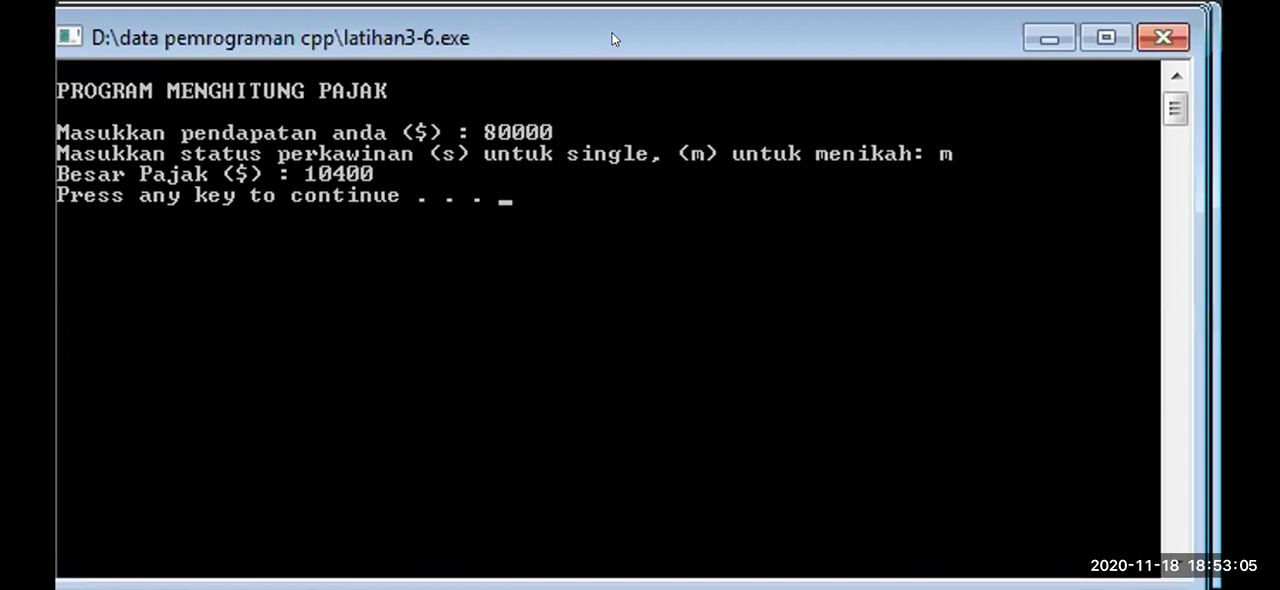 D:\data pemrograman cpp\latihan3-6.exe
PROGRAM MENGHITUNG PAJAK
Masukkan pendapatan anda ($) : 80000
Masukkan status perkawinan (s) untuk single, (m) untuk menikah: m
Besar Pajak ($) : 10400
Press any key to continue . . . _
2020-11-18 18:53:05